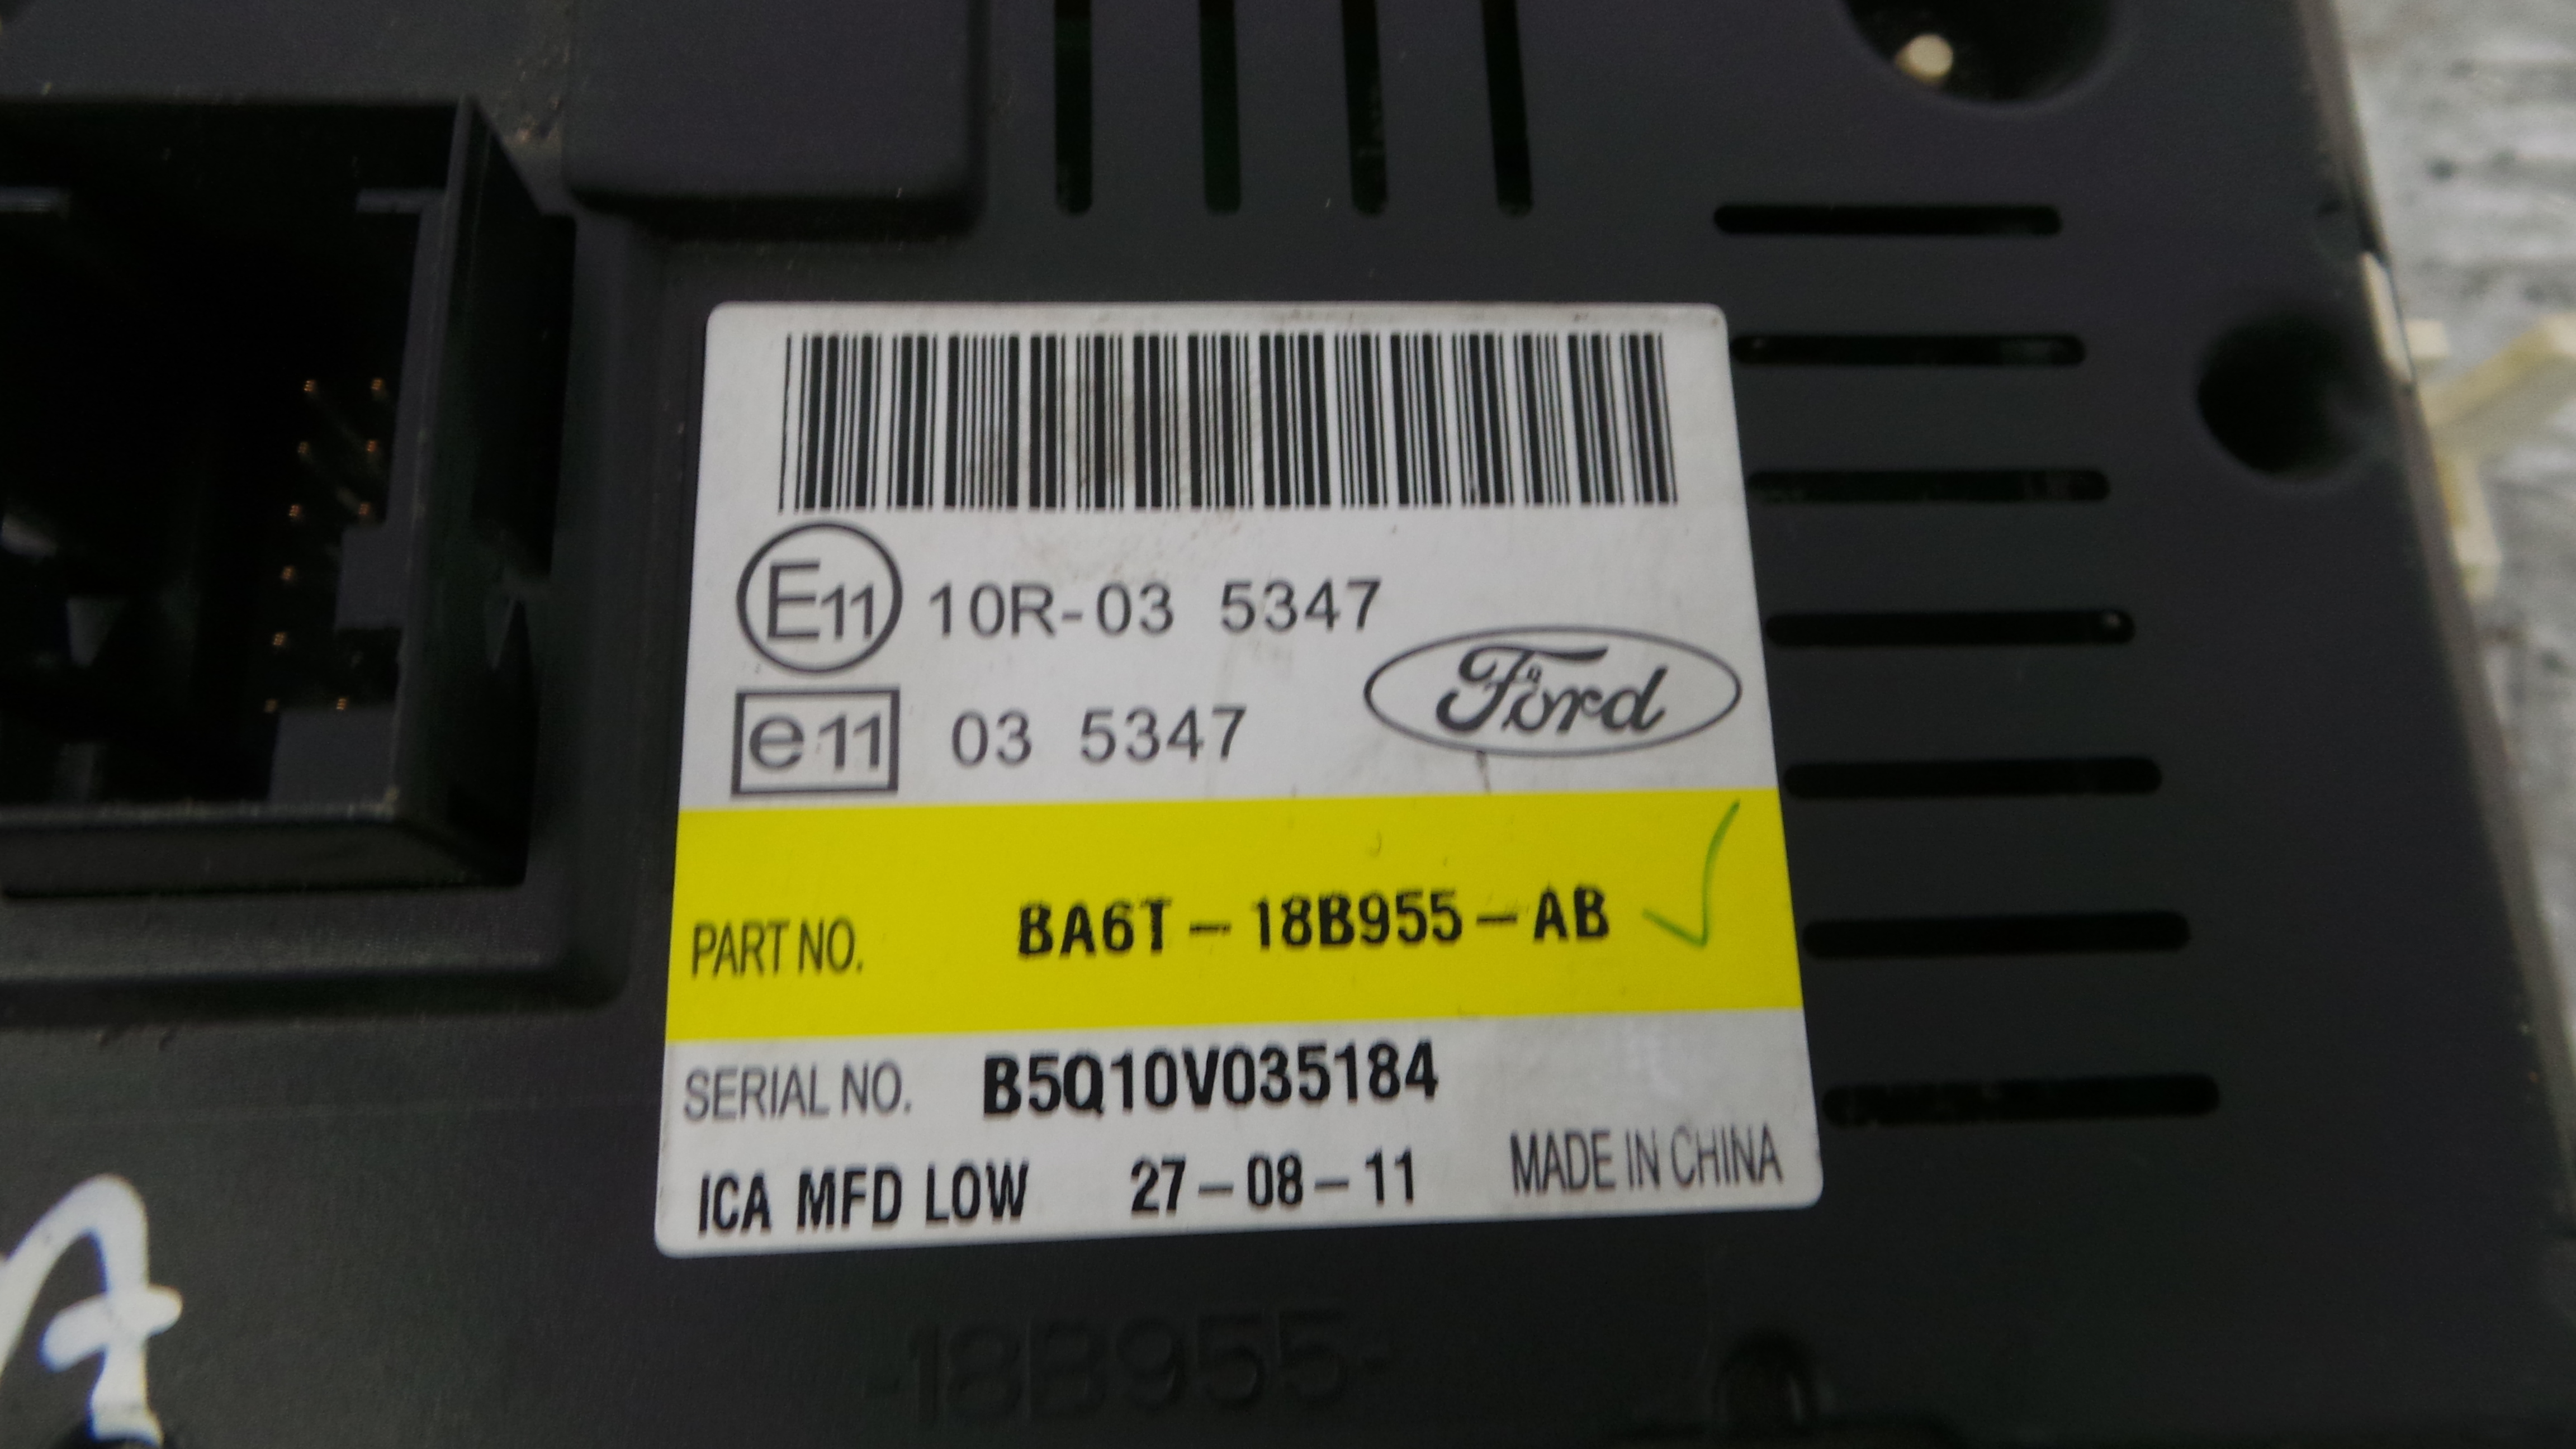 E11 10R-03 5347
Ford
e11 03 5347
PART NO. BA6T-18B955-AB
SERIAL NO. B5Q10V035184
ICA MFD LOW 27-08-11 MADE IN CHINA
-18B955-
A